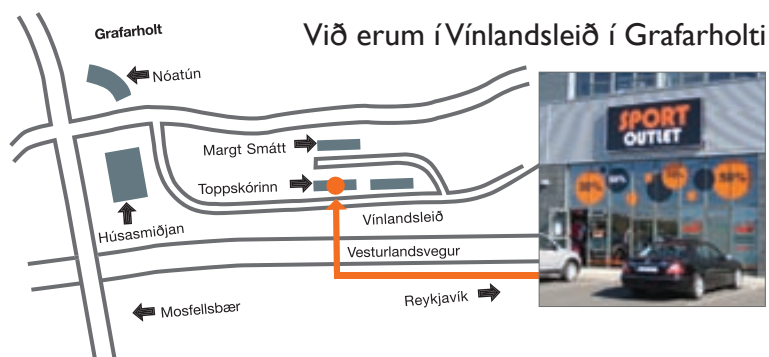 Grafarholt
Við erum í Vínlandsleið í Grafarholti
Nóatún
SPORT
OUTLET
Margt Smátt
Toppskórinn
50%
Vínlandsleið
Húsasmiðjan
Vesturlandsvegur
Reykjavík
Mosfellsbær